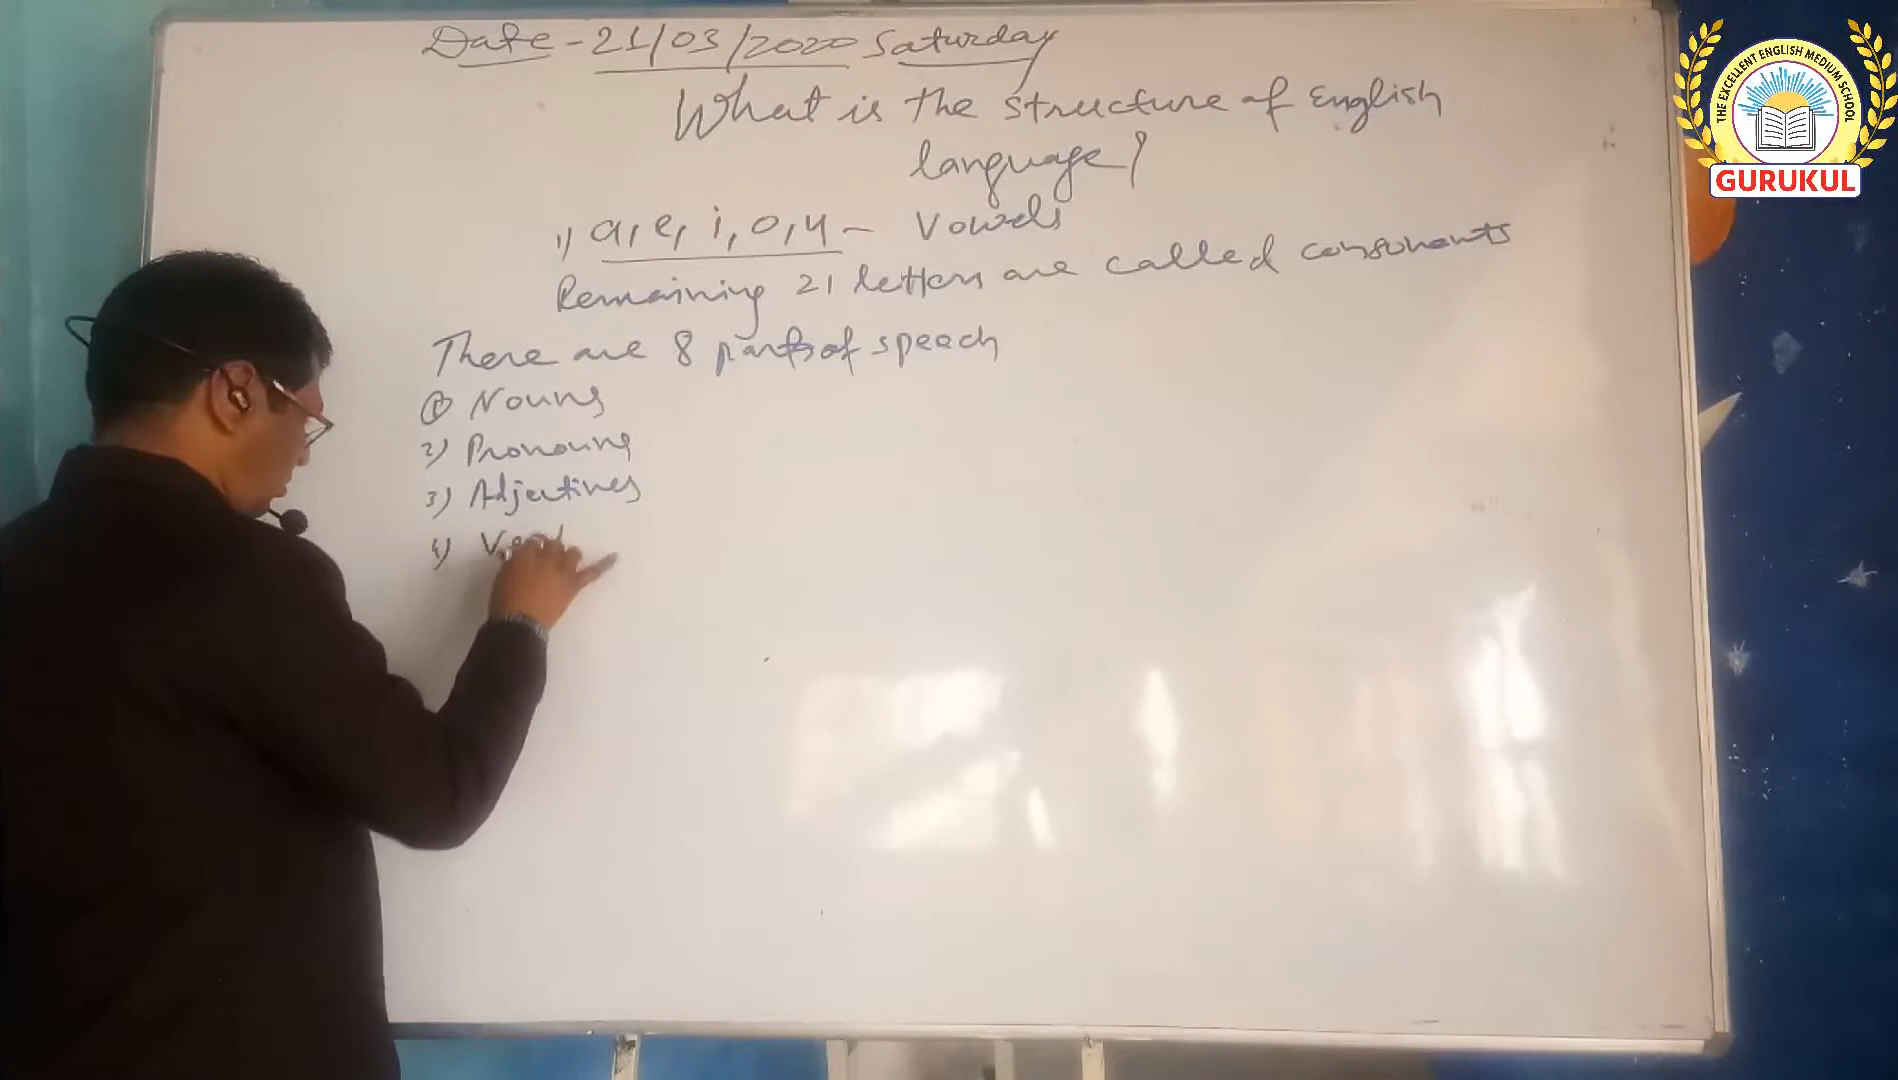 Date - 21/03/2020 Saturday
What is the structure of English
language?
1) a, e, i, o, u - Vowels
Remaining 21 letters are called consonants
There are 8 parts of speech
① Nouns
2) Pronouns
3) Adjectives
4) Ver
THE EXCELLENT ENGLISH MEDIUM SCHOOL
GURUKUL